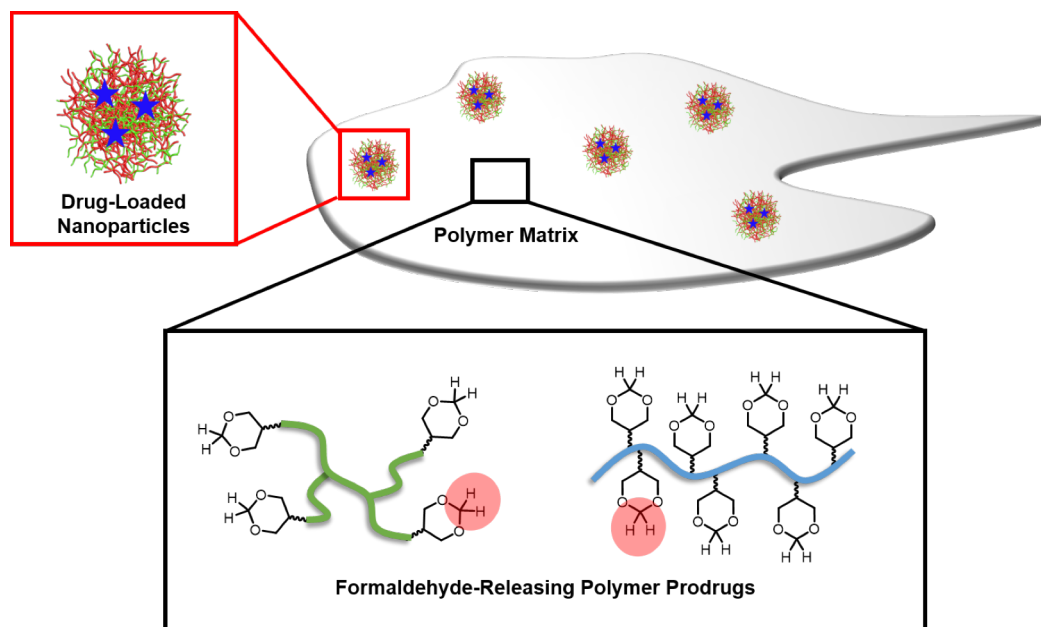 Drug-Loaded
Nanoparticles
Polymer Matrix
H
H
O
O
H
H
O
O
H
H
O
O
O
H
O
H
H H
O O
H H
O O
H H
O O
H H
O O
O O
H H
O O
H H
O O
H H
Formaldehyde-Releasing Polymer Prodrugs